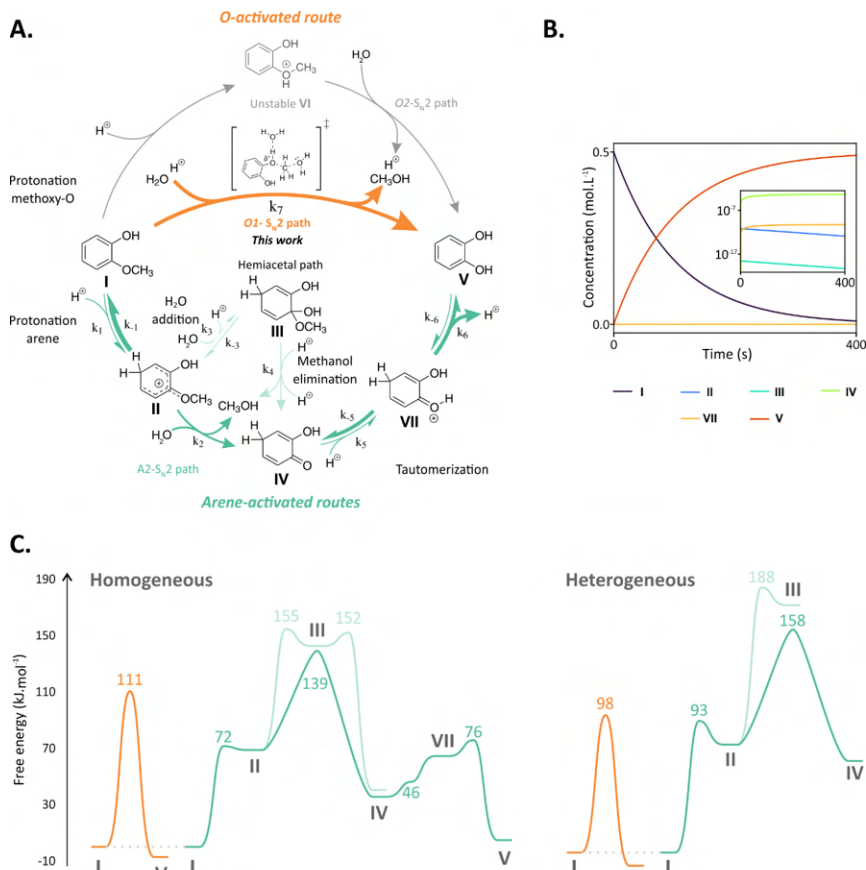 A.
O-activated route
OH
O
CH₃
H
⊕
Unstable VI
H₂O
O2-SN2 path
H⊕
Protonation
methoxy-O
H₂O
H⊕
‡
H
O
H
H
δ⁺
O
C
H
H
H
OH
H⊕
CH₃OH
k₇
O1- SN2 path
This work
OH
OCH₃
I
OH
OH
V
Hemiacetal path
H
H
OH
OH
OCH₃
III
H⊕
k₁
k₋₁
Protonation
arene
H₂O
addition
H⊕
H₂O
k₃
k₋₃
k₄
H⊕
Methanol
elimination
H⊕
k₋₆
k₆
H⊕
H
H
OH
OCH₃
⊕
II
H₂O
k₂
CH₃OH
A2-SN2 path
H
H
OH
O
IV
k₋₅
k₅
H⊕
H
H
OH
O
H
⊕
VII
Tautomerization
Arene-activated routes
B.
Concentration (mol.L⁻¹)
0.5
0.0
0
400
Time (s)
10⁻⁷
10⁻¹⁷
0
400
I
II
III
IV
VII
V
C.
Free energy (kJ.mol⁻¹)
190
150
110
70
30
-10
Homogeneous
111
I
V
72
I
II
155
III
152
139
IV
46
VII
76
V
Heterogeneous
98
I
93
I
II
188
III
158
IV